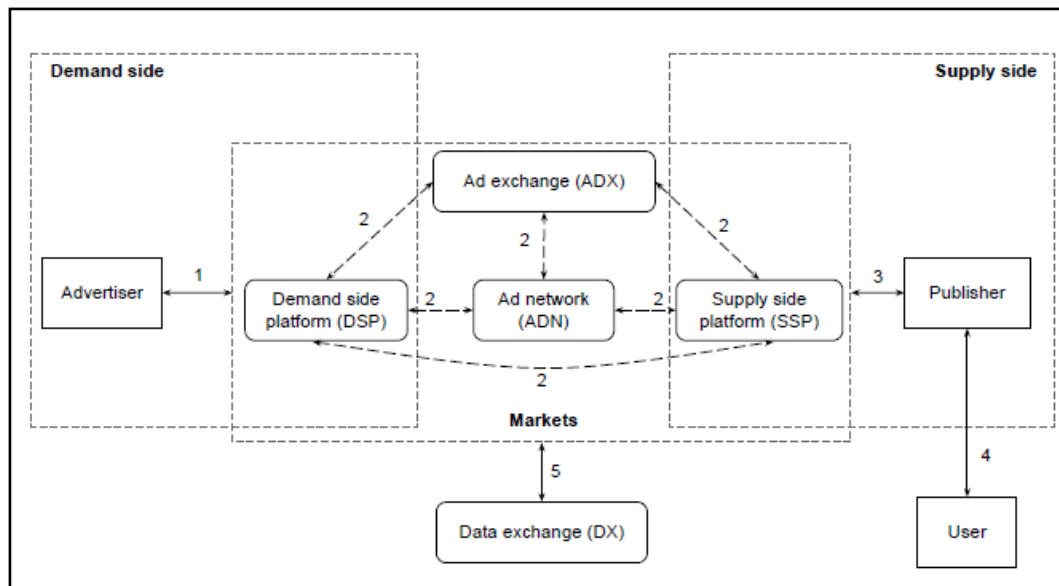 Demand side
Supply side
Ad exchange (ADX)
2
2
2
Advertiser
1
Demand side
platform (DSP)
2
Ad network
(ADN)
2
Supply side
platform (SSP)
3
Publisher
2
Markets
5
4
Data exchange (DX)
User